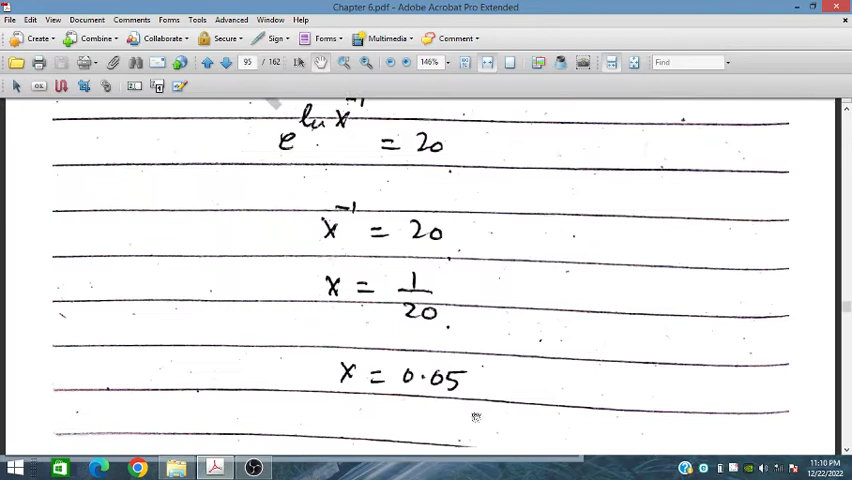 Chapter 6.pdf - Adobe Acrobat Pro Extended
File Edit View Document Comments Forms Tools Advanced Window Help
Create Combine Collaborate Secure Sign Forms Multimedia Comment
95 / 162 146% Find
e^{ln x^{-1}} = 20
x^{-1} = 20
x = 1/20
x = 0.05
11:10 PM
12/22/2022